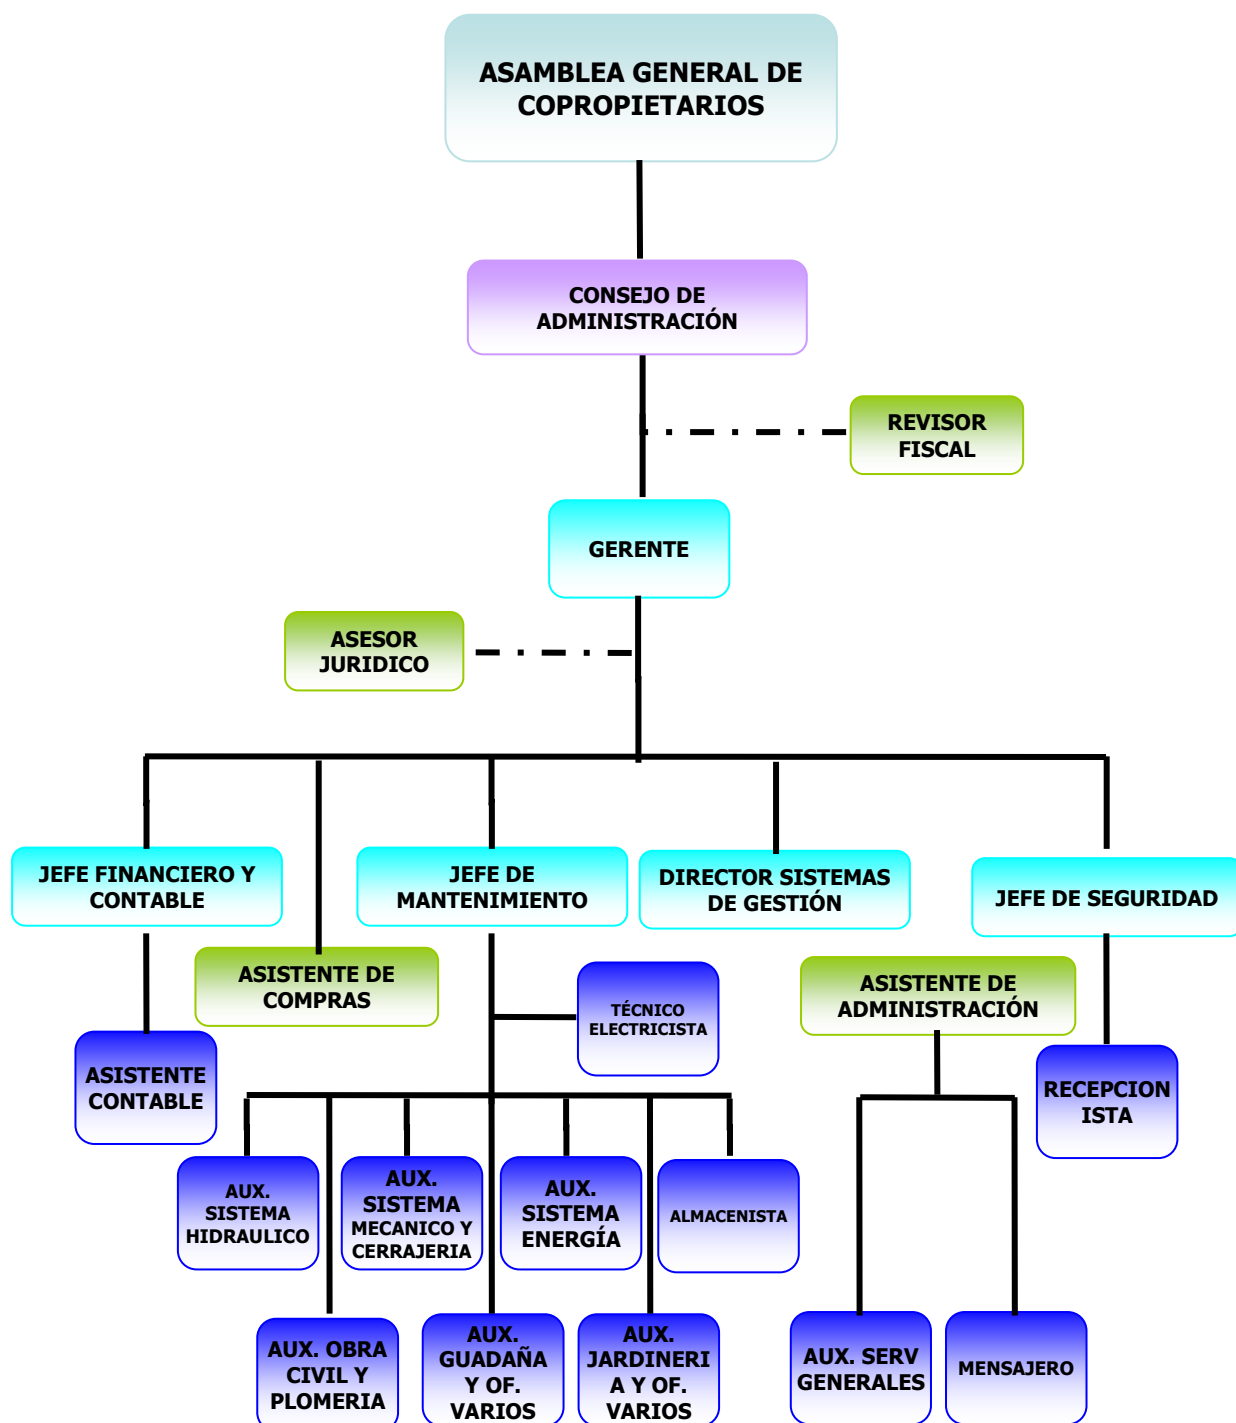 ASAMBLEA GENERAL DE
COPROPIETARIOS
CONSEJO DE
ADMINISTRACIÓN
REVISOR
FISCAL
GERENTE
ASESOR
JURIDICO
JEFE FINANCIERO Y
CONTABLE
JEFE DE
MANTENIMIENTO
DIRECTOR SISTEMAS
DE GESTIÓN
JEFE DE SEGURIDAD
ASISTENTE DE
COMPRAS
TÉCNICO
ELECTRICISTA
ASISTENTE DE
ADMINISTRACIÓN
ASISTENTE
CONTABLE
RECEPCION
ISTA
AUX.
SISTEMA
HIDRAULICO
AUX.
SISTEMA
MECANICO Y
CERRAJERIA
AUX.
SISTEMA
ENERGÍA
ALMACENISTA
AUX. OBRA
CIVIL Y
PLOMERIA
AUX.
GUADAÑA
Y OF.
VARIOS
AUX.
JARDINERI
A Y OF.
VARIOS
AUX. SERV
GENERALES
MENSAJERO